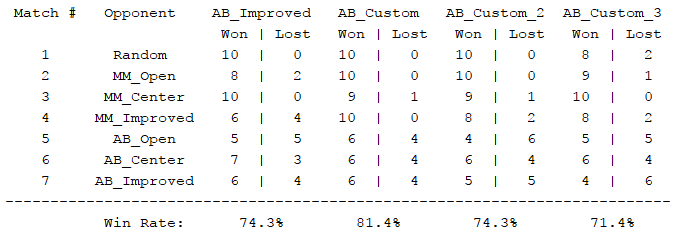 Match # Opponent AB_Improved AB_Custom AB_Custom_2 AB_Custom_3
Won | Lost Won | Lost Won | Lost Won | Lost
1 Random 10 | 0 10 | 0 10 | 0 8 | 2
2 MM_Open 8 | 2 10 | 0 10 | 0 9 | 1
3 MM_Center 10 | 0 9 | 1 9 | 1 10 | 0
4 MM_Improved 6 | 4 10 | 0 8 | 2 8 | 2
5 AB_Open 5 | 5 6 | 4 4 | 6 5 | 5
6 AB_Center 7 | 3 6 | 4 6 | 4 6 | 4
7 AB_Improved 6 | 4 6 | 4 5 | 5 4 | 6
--------------------------------------------------------------------------
Win Rate: 74.3% 81.4% 74.3% 71.4%